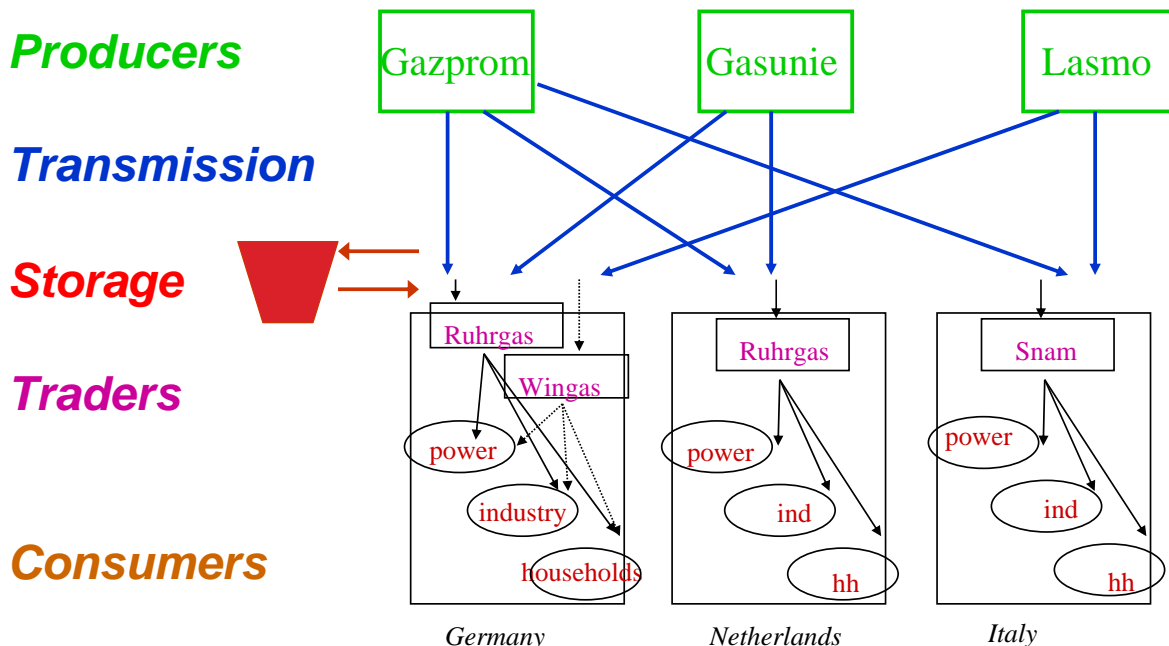 Producers
Gazprom
Gasunie
Lasmo
Transmission
Storage
Ruhrgas
Ruhrgas
Snam
Traders
Wingas
power
power
power
industry
ind
ind
Consumers
households
hh
hh
Germany
Netherlands
Italy